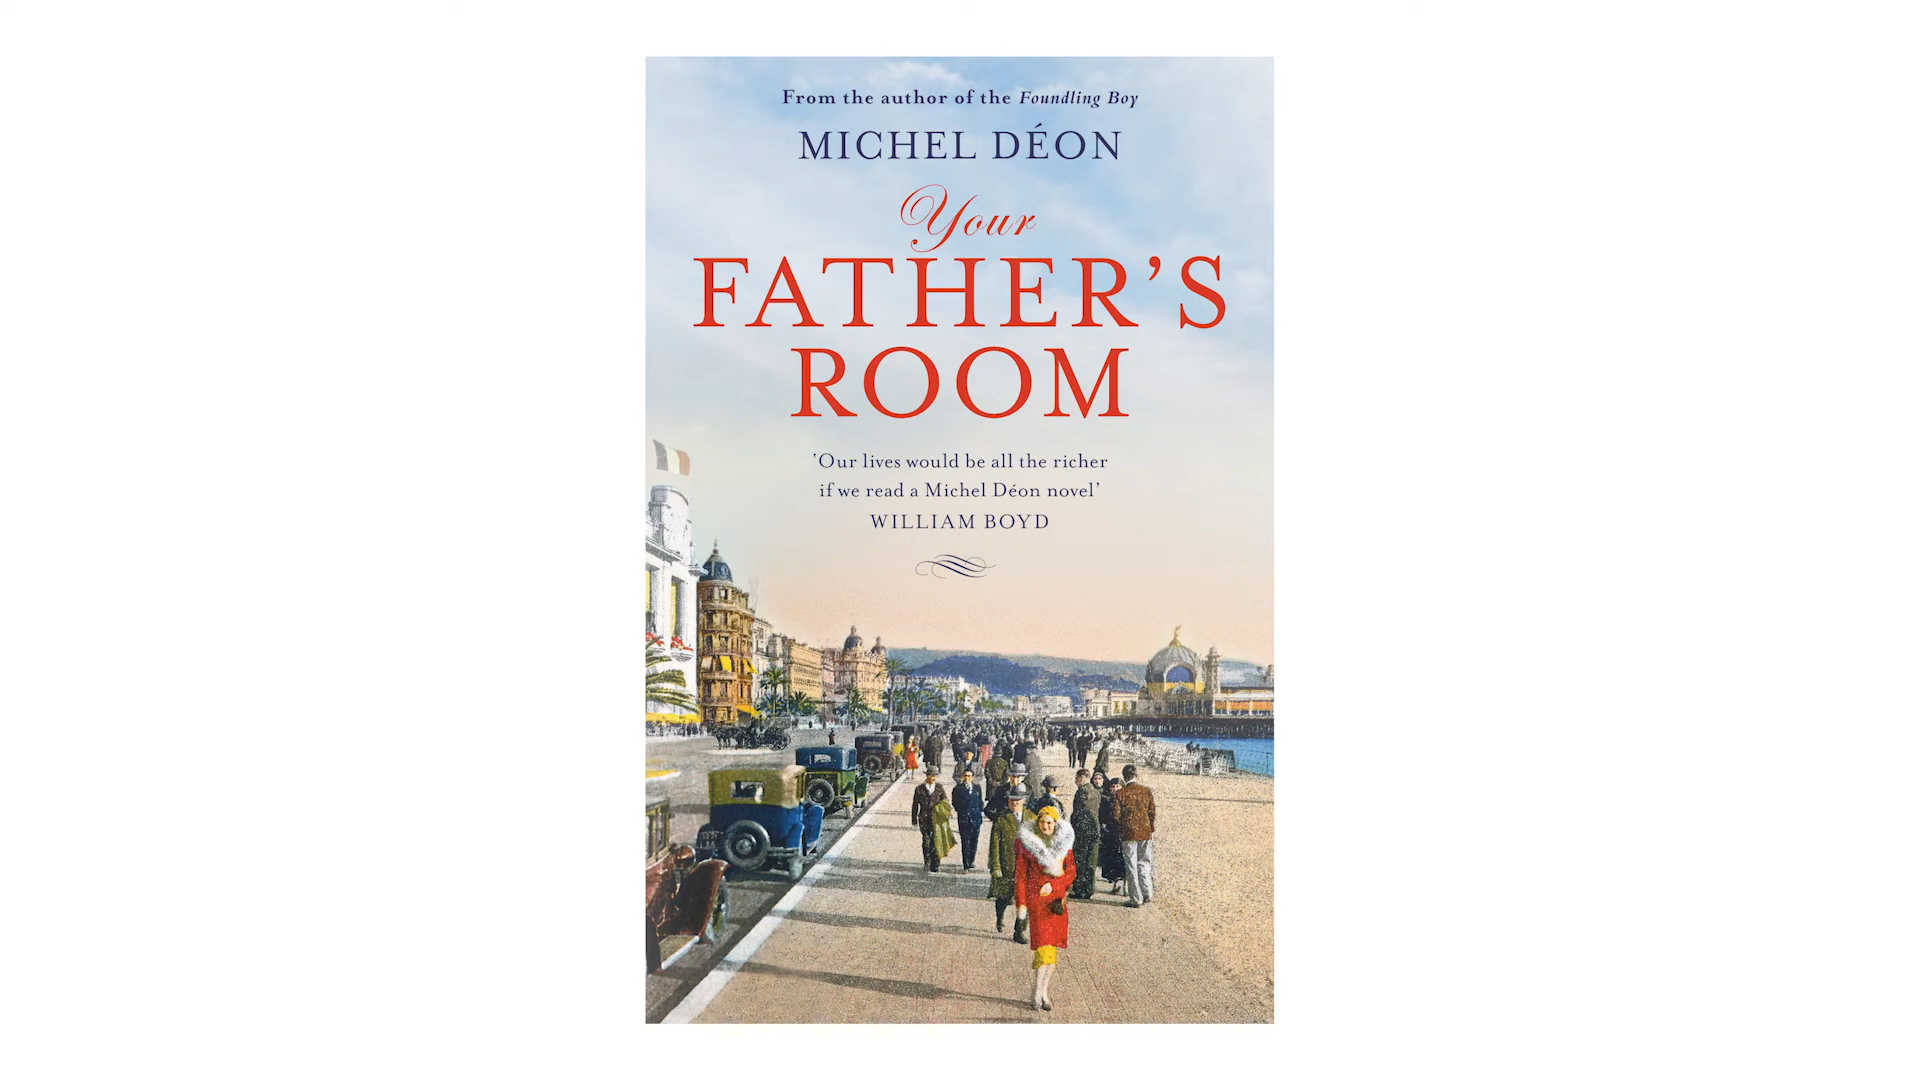 From the author of the Foundling Boy
MICHEL DÉON
Your
FATHER’S
ROOM
‘Our lives would be all the richer
if we read a Michel Déon novel’
WILLIAM BOYD